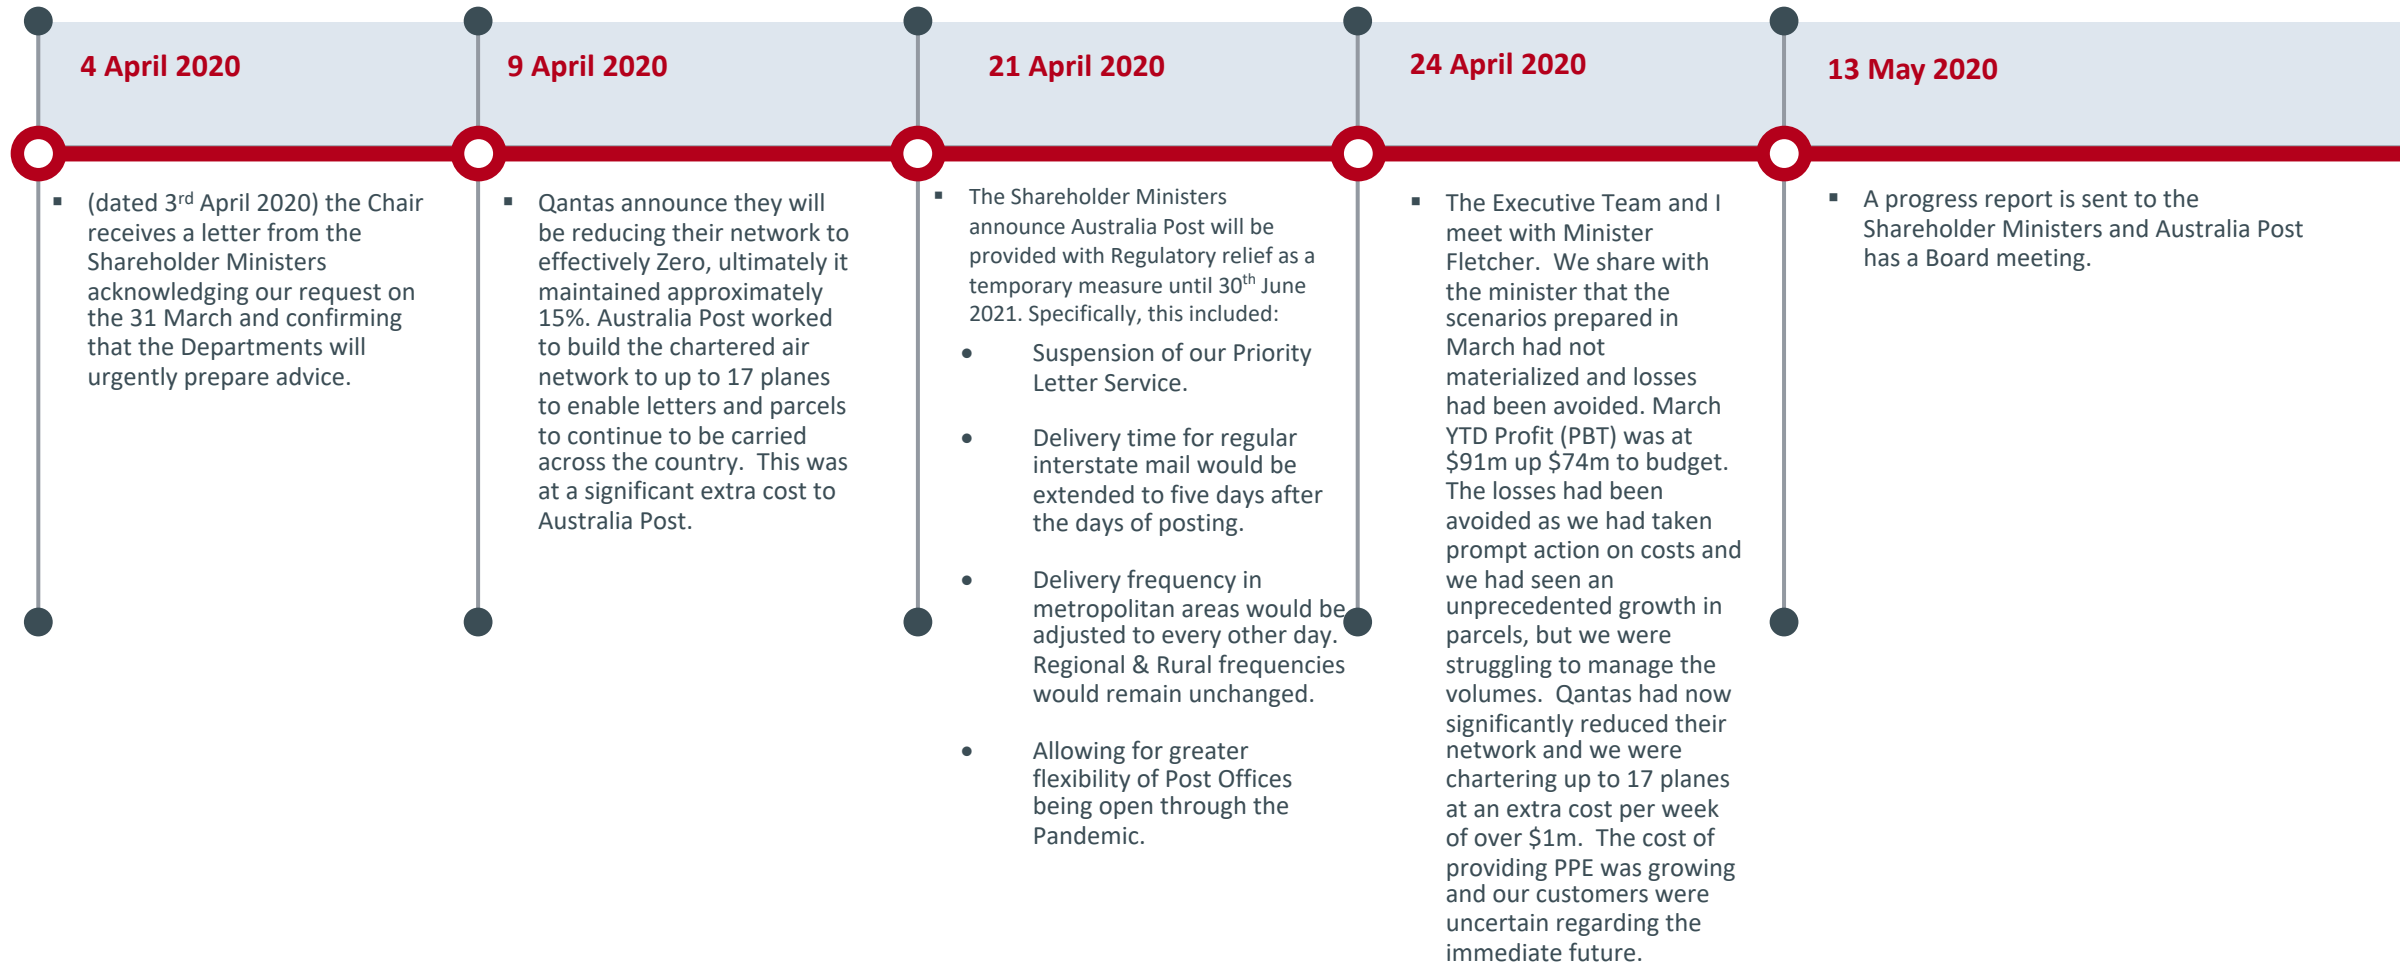 4 April 2020
▪ (dated 3rd April 2020) the Chair
receives a letter from the
Shareholder Ministers
acknowledging our request on
the 31 March and confirming
that the Departments will
urgently prepare advice.
9 April 2020
▪ Qantas announce they will
be reducing their network to
effectively Zero, ultimately it
maintained approximately
15%. Australia Post worked
to build the chartered air
network to up to 17 planes
to enable letters and parcels
to continue to be carried
across the country.  This was
at a significant extra cost to
Australia Post.
21 April 2020
▪ The Shareholder Ministers
announce Australia Post will be
provided with Regulatory relief as a
temporary measure until 30th June
2021. Specifically, this included:
• Suspension of our Priority
Letter Service.
• Delivery time for regular
interstate mail would be
extended to five days after
the days of posting.
• Delivery frequency in
metropolitan areas would be
adjusted to every other day.
Regional & Rural frequencies
would remain unchanged.
• Allowing for greater
flexibility of Post Offices
being open through the
Pandemic.
24 April 2020
▪ The Executive Team and I
meet with Minister
Fletcher.  We share with
the minister that the
scenarios prepared in
March had not
materialized and losses
had been avoided. March
YTD Profit (PBT) was at
$91m up $74m to budget.
The losses had been
avoided as we had taken
prompt action on costs and
we had seen an
unprecedented growth in
parcels, but we were
struggling to manage the
volumes.  Qantas had now
significantly reduced their
network and we were
chartering up to 17 planes
at an extra cost per week
of over $1m.  The cost of
providing PPE was growing
and our customers were
uncertain regarding the
immediate future.
13 May 2020
▪ A progress report is sent to the
Shareholder Ministers and Australia Post
has a Board meeting.